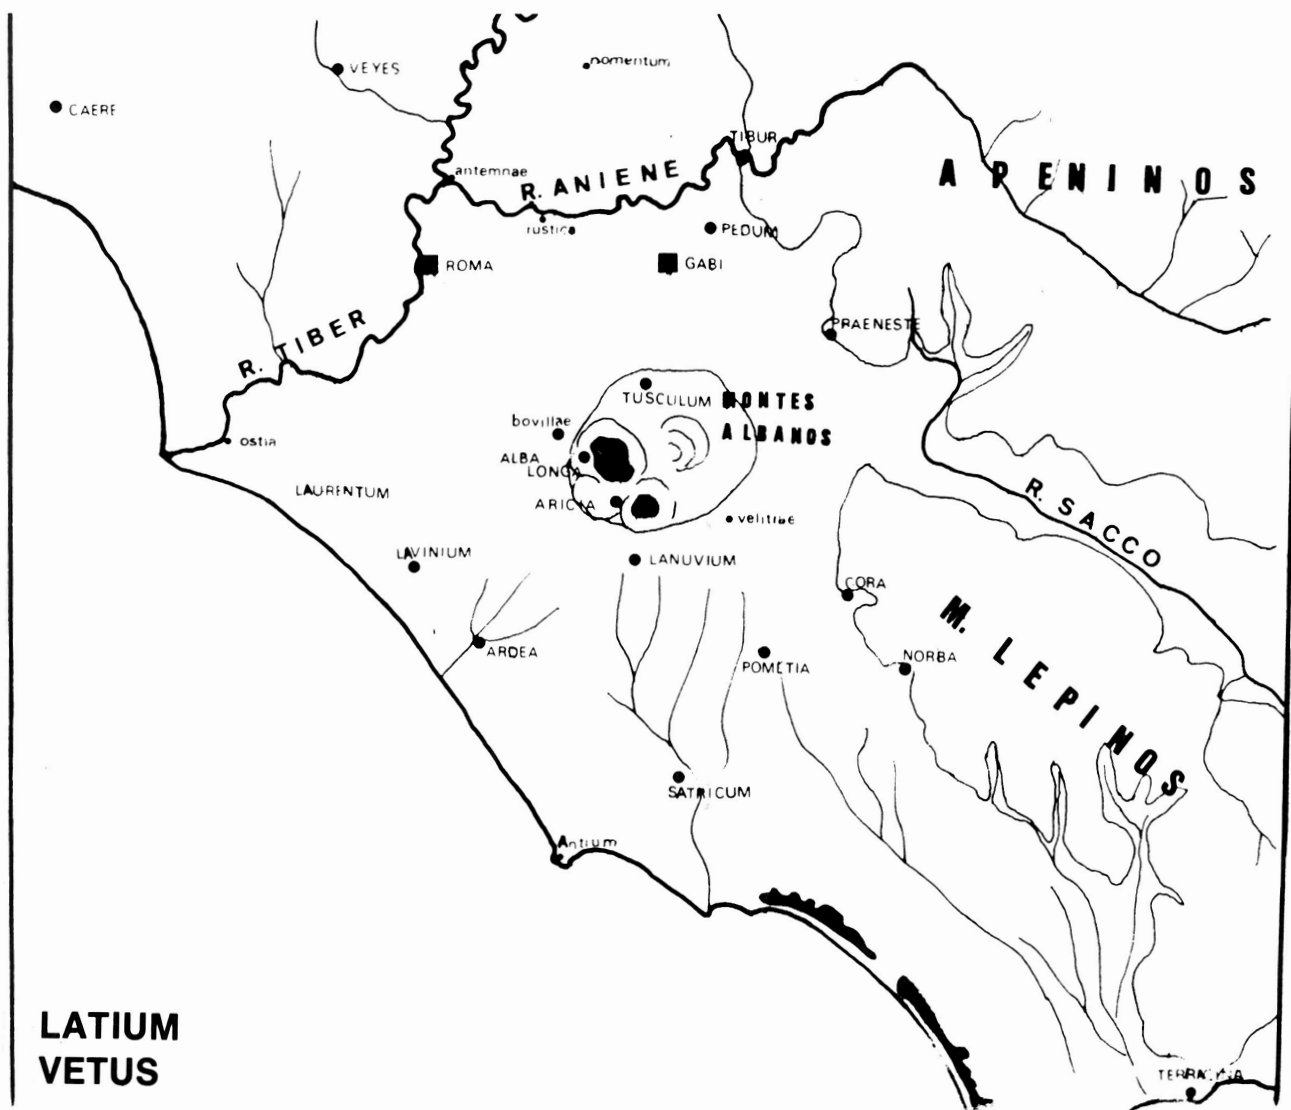 nomentum
VEYES
CAERE
TIBUR
antemnae
R. ANIENE
APENINOS
rustica
PEDUM
ROMA
GABI
R. TIBER
PRAENESTE
TUSCULUM
MONTES
ALBANOS
bovillae
ostia
ALBA
LONGA
LAURENTUM
ARICIA
velitrae
R. SACCO
LAVINIUM
LANUVIUM
CORA
M. LEPINOS
ARDEA
NORBA
POMETIA
SATRICUM
Antium
LATIUM
VETUS
TERRACINA